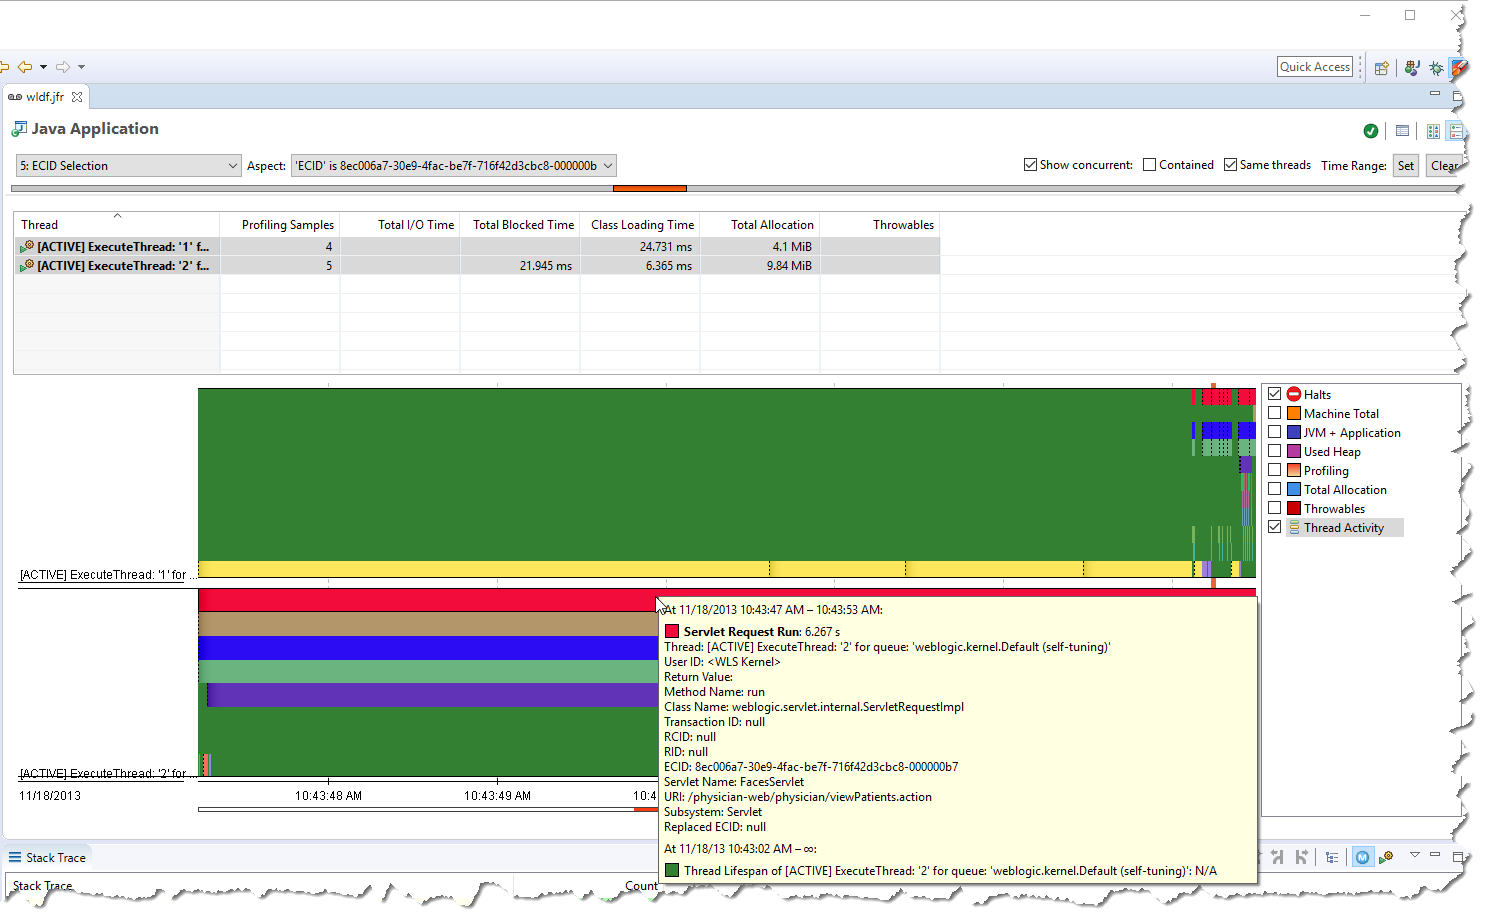 Quick Access
wldf.jfr
Java Application
5: ECID Selection
Aspect:
'ECID' is 8ec006a7-30e9-4fac-be7f-716f42d3cbc8-000000b
Show concurrent:
Contained
Same threads
Time Range:
Set
Clear
Thread Profiling Samples Total I/O Time Total Blocked Time Class Loading Time Total Allocation Throwables
[ACTIVE] ExecuteThread: '1' f... 4 24.731 ms 4.1 MiB
[ACTIVE] ExecuteThread: '2' f... 5 21.945 ms 6.365 ms 9.84 MiB
Halts
Machine Total
JVM + Application
Used Heap
Profiling
Total Allocation
Throwables
Thread Activity
[ACTIVE] ExecuteThread: '1' for ...
[ACTIVE] ExecuteThread: '2' for ...
11/18/2013 10:43:48 AM 10:43:49 AM 10:4
At 11/18/2013 10:43:47 AM – 10:43:53 AM:
Servlet Request Run: 6.267 s
Thread: [ACTIVE] ExecuteThread: '2' for queue: 'weblogic.kernel.Default (self-tuning)'
User ID: <WLS Kernel>
Return Value:
Method Name: run
Class Name: weblogic.servlet.internal.ServletRequestImpl
Transaction ID: null
RCID: null
RID: null
ECID: 8ec006a7-30e9-4fac-be7f-716f42d3cbc8-000000b7
Servlet Name: FacesServlet
URI: /physician-web/physician/viewPatients.action
Subsystem: Servlet
Replaced ECID: null
At 11/18/13 10:43:02 AM – ∞:
Thread Lifespan of [ACTIVE] ExecuteThread: '2' for queue: 'weblogic.kernel.Default (self-tuning)': N/A
Stack Trace
Stack Trace Count